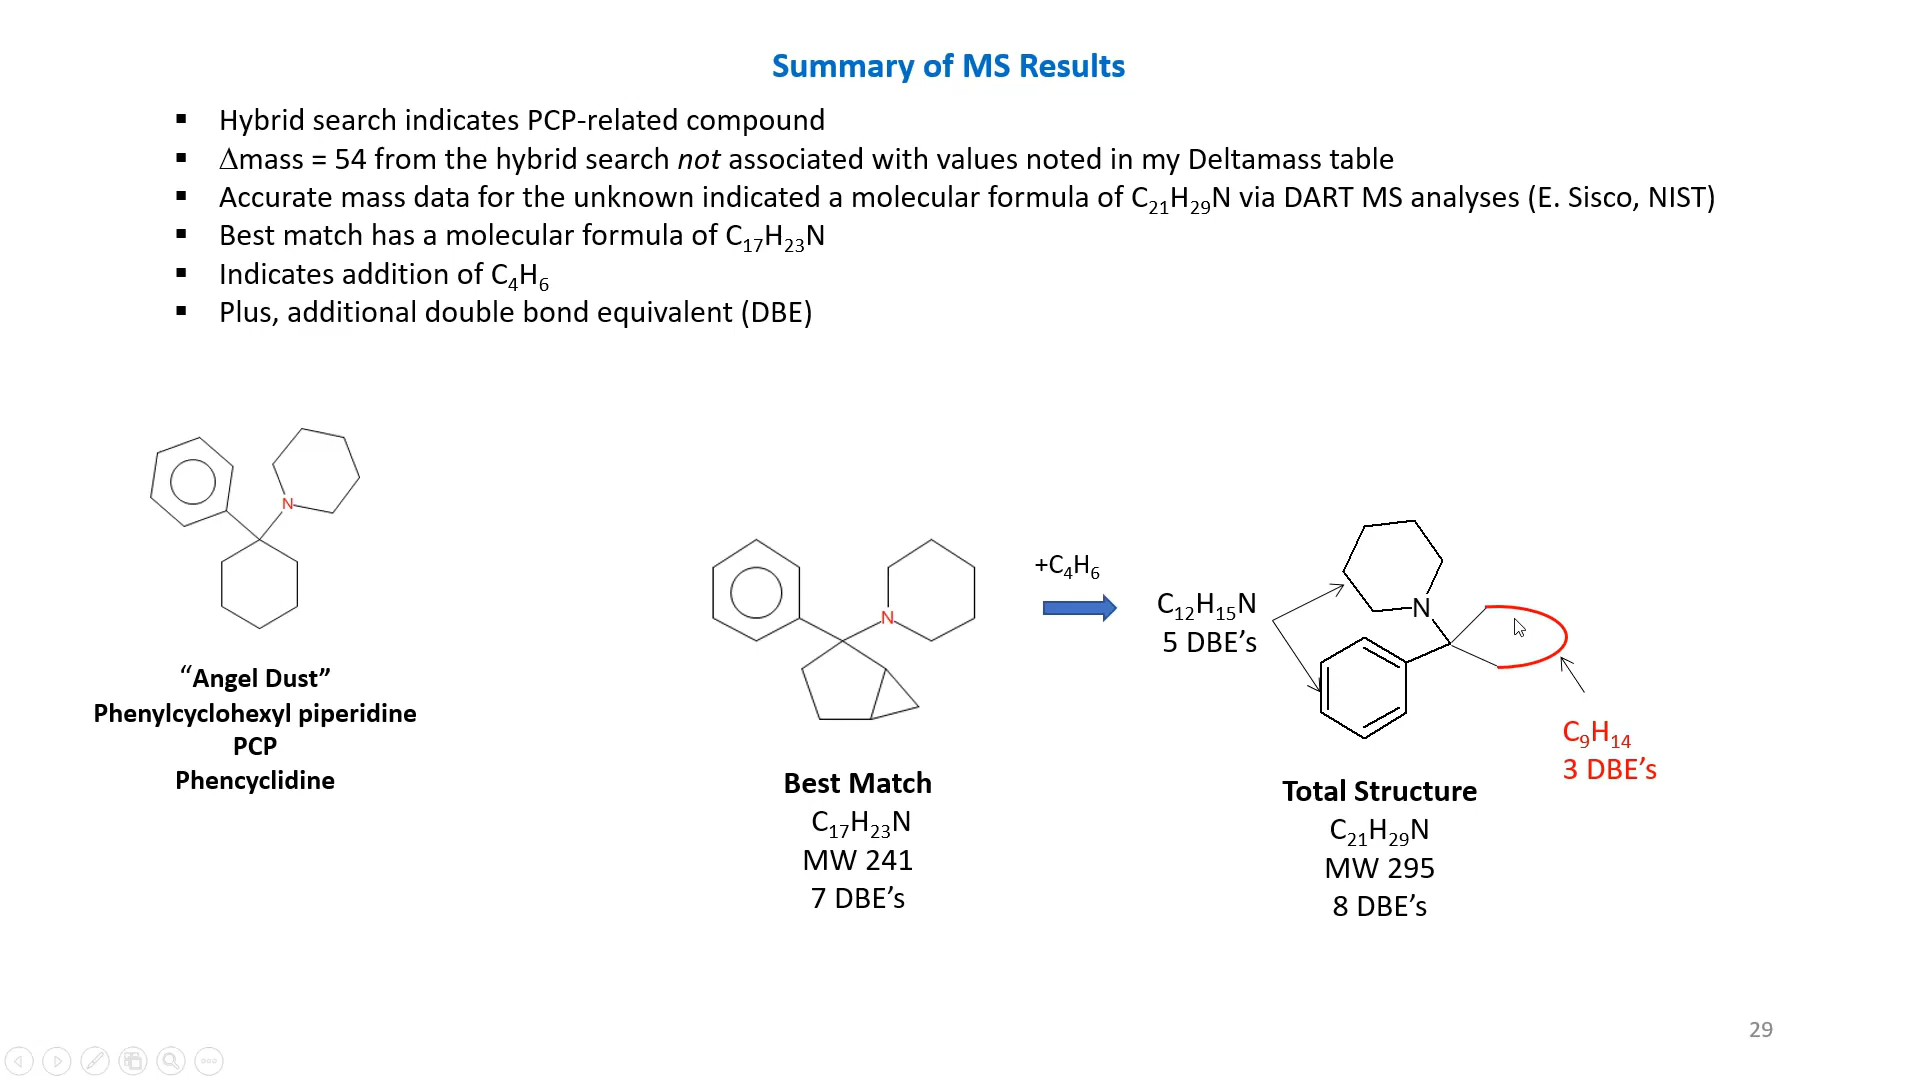 Summary of MS Results
▪ Hybrid search indicates PCP-related compound
▪ Δmass = 54 from the hybrid search not associated with values noted in my Deltamass table
▪ Accurate mass data for the unknown indicated a molecular formula of C₂₁H₂₉N via DART MS analyses (E. Sisco, NIST)
▪ Best match has a molecular formula of C₁₇H₂₃N
▪ Indicates addition of C₄H₆
▪ Plus, additional double bond equivalent (DBE)
N
“Angel Dust”
Phenylcyclohexyl piperidine
PCP
Phencyclidine
N
Best Match
C₁₇H₂₃N
MW 241
7 DBE’s
+C₄H₆
C₁₂H₁₅N
5 DBE’s
N
C₉H₁₄
3 DBE’s
Total Structure
C₂₁H₂₉N
MW 295
8 DBE’s
29